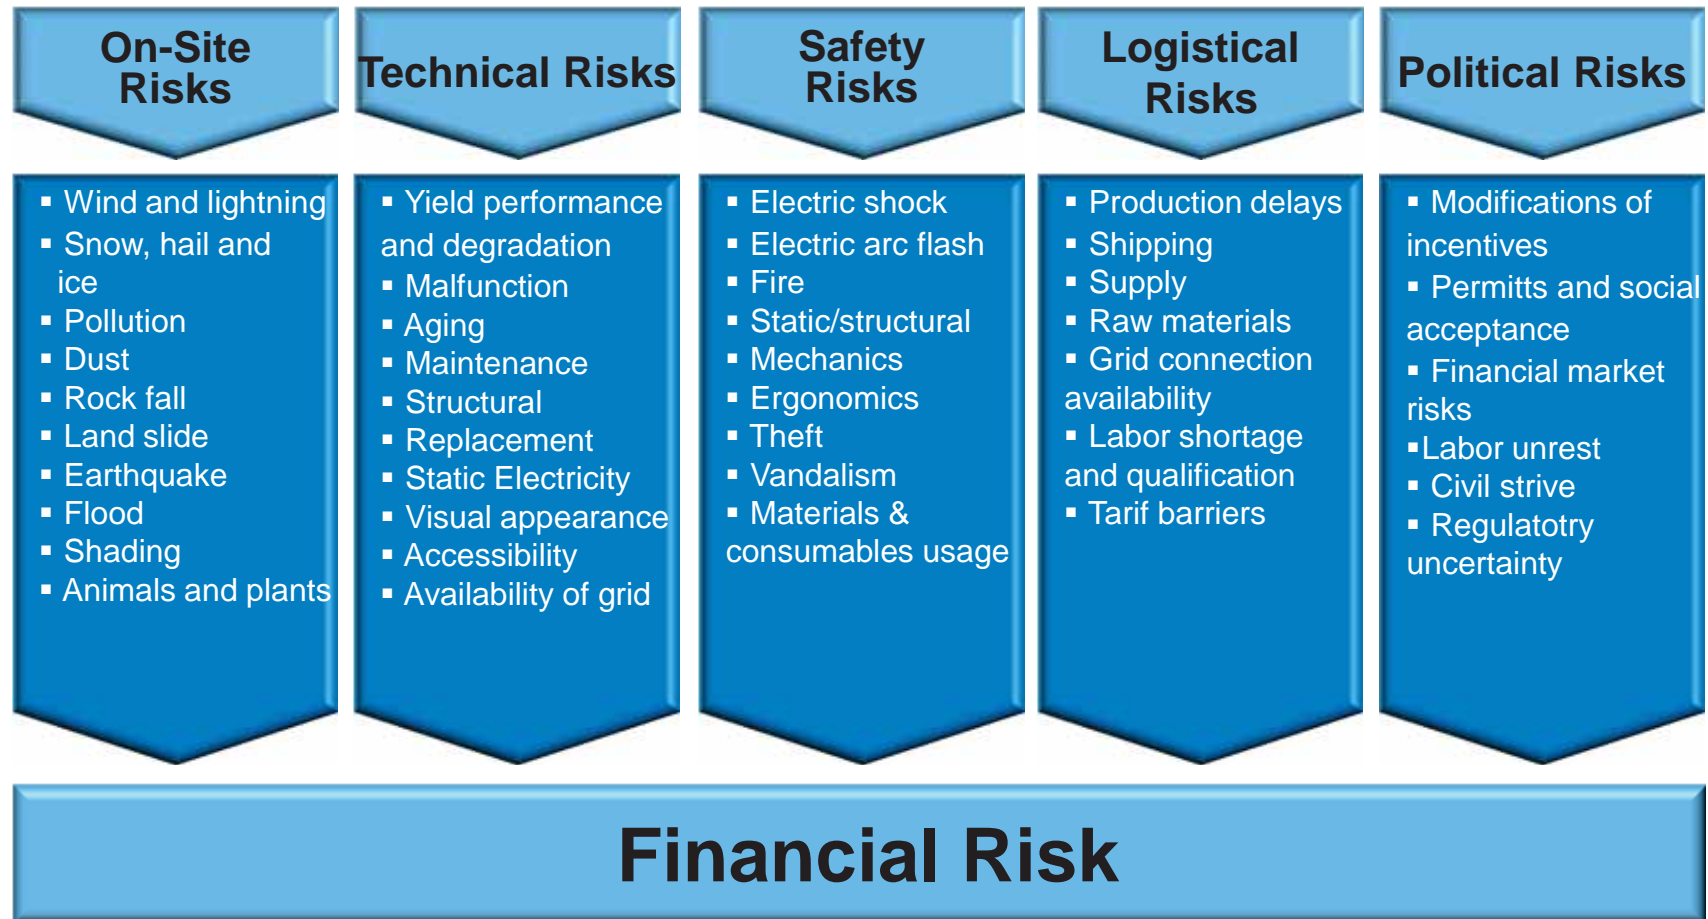 On-Site
Risks
Technical Risks
Safety
Risks
Logistical
Risks
Political Risks
▪ Wind and lightning
▪ Snow, hail and
ice
▪ Pollution
▪ Dust
▪ Rock fall
▪ Land slide
▪ Earthquake
▪ Flood
▪ Shading
▪ Animals and plants
▪ Yield performance
and degradation
▪ Malfunction
▪ Aging
▪ Maintenance
▪ Structural
▪ Replacement
▪ Static Electricity
▪ Visual appearance
▪ Accessibility
▪ Availability of grid
▪ Electric shock
▪ Electric arc flash
▪ Fire
▪ Static/structural
▪ Mechanics
▪ Ergonomics
▪ Theft
▪ Vandalism
▪ Materials &
consumables usage
▪ Production delays
▪ Shipping
▪ Supply
▪ Raw materials
▪ Grid connection
availability
▪ Labor shortage
and qualification
▪ Tarif barriers
▪ Modifications of
incentives
▪ Permitts and social
acceptance
▪ Financial market
risks
▪Labor unrest
▪ Civil strive
▪ Regulatotry
uncertainty
Financial Risk